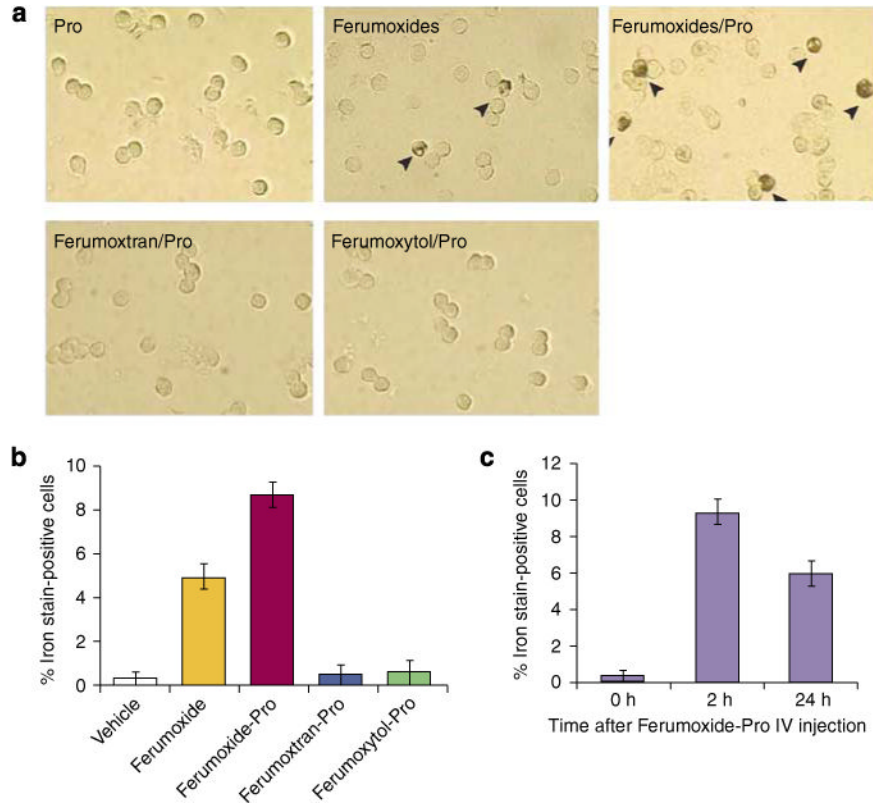 a
Pro
Ferumoxides
Ferumoxides/Pro
Ferumoxtran/Pro
Ferumoxytol/Pro
b
% Iron stain-positive cells
10
8
6
4
2
0
Vehicle
Ferumoxide
Ferumoxide-Pro
Ferumoxtran-Pro
Ferumoxytol-Pro
c
% Iron stain-positive cells
12
10
8
6
4
2
0
0 h
2 h
24 h
Time after Ferumoxide-Pro IV injection